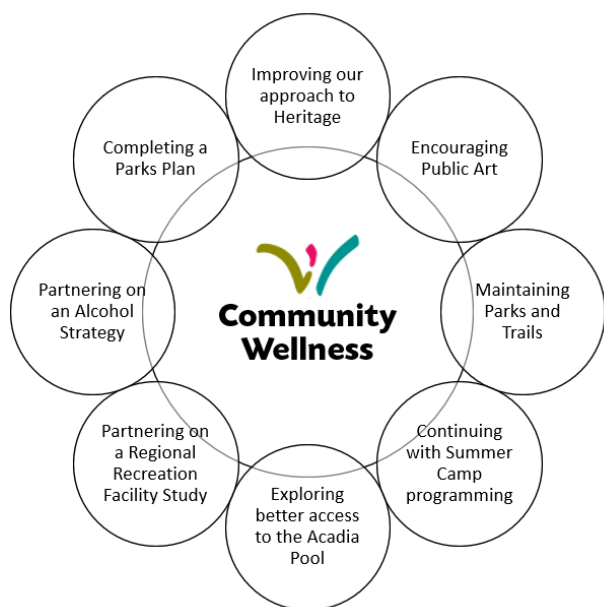 Improving our
approach to
Heritage
Encouraging
Public Art
Maintaining
Parks and
Trails
Continuing
with Summer
Camp
programming
Exploring
better access
to the Acadia
Pool
Partnering on
a Regional
Recreation
Facility Study
Partnering on
an Alcohol
Strategy
Completing a
Parks Plan
Community
Wellness